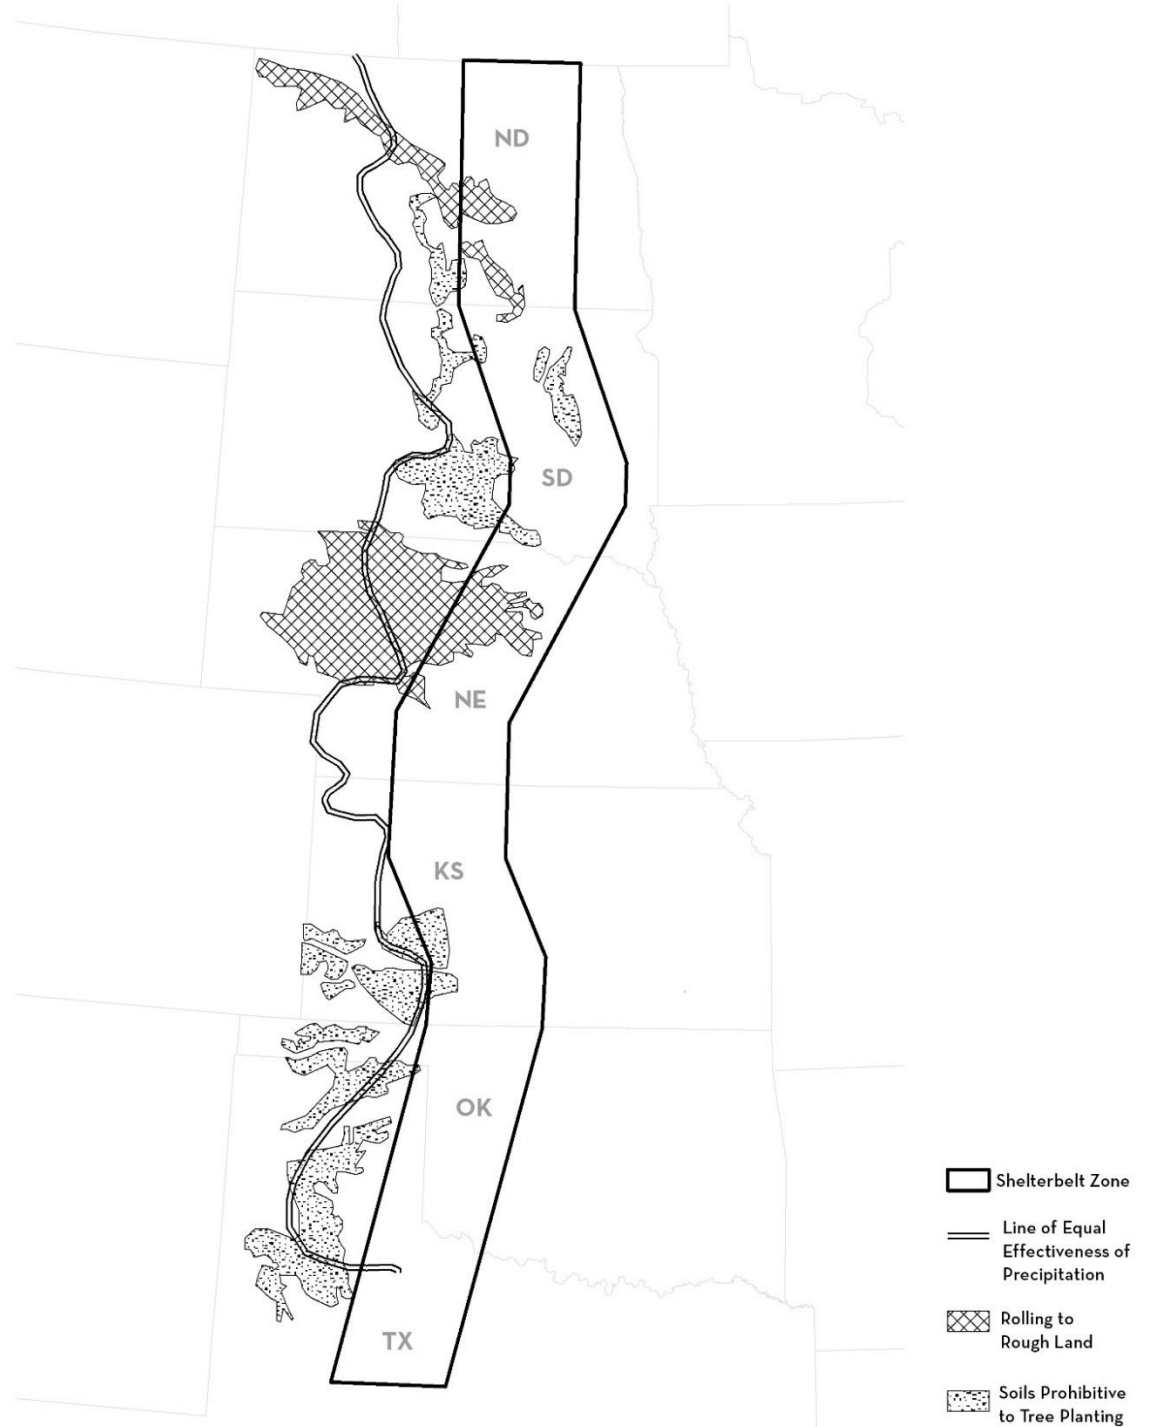 ND
SD
NE
KS
OK
TX
Shelterbelt Zone
Line of Equal
Effectiveness of
Precipitation
Rolling to
Rough Land
Soils Prohibitive
to Tree Planting